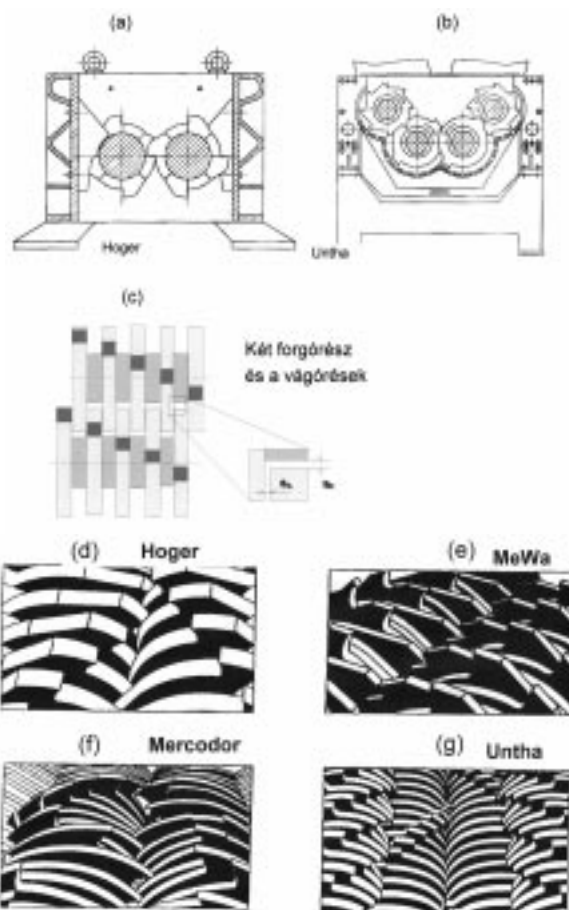 (a)
(b)
Hoger
Untha
(c)
Két forgórész
és a vágórések
(d) Hoger
(e) MeWa
(f) Mercodor
(g) Untha